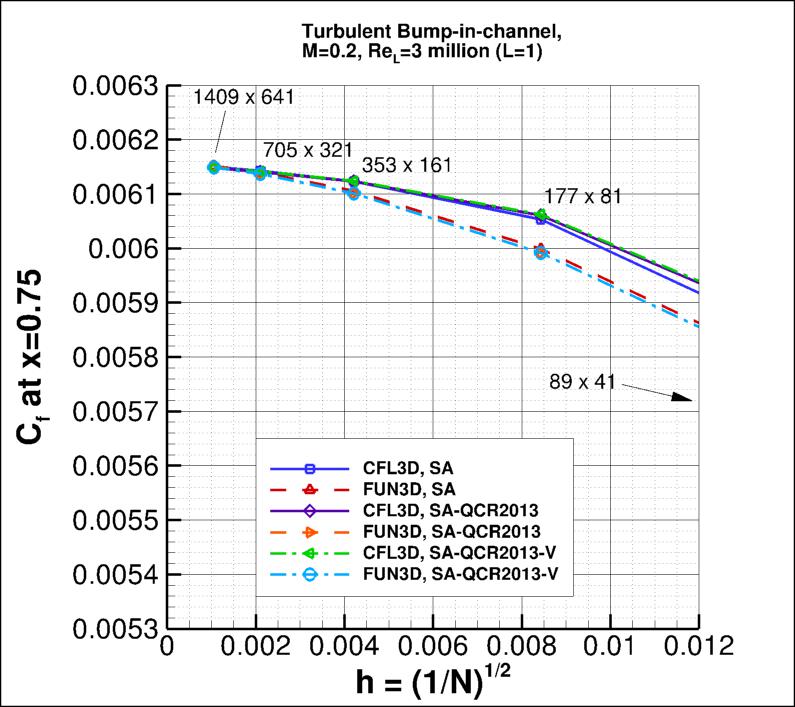 Turbulent Bump-in-channel,
M=0.2, ReL=3 million (L=1)
0.0063
0.0062
0.0061
0.006
0.0059
0.0058
0.0057
0.0056
0.0055
0.0054
0.0053
Cf at x=0.75
1409 x 641
705 x 321
353 x 161
177 x 81
89 x 41
CFL3D, SA
FUN3D, SA
CFL3D, SA-QCR2013
FUN3D, SA-QCR2013
CFL3D, SA-QCR2013-V
FUN3D, SA-QCR2013-V
0 0.002 0.004 0.006 0.008 0.01 0.012
h = (1/N)1/2